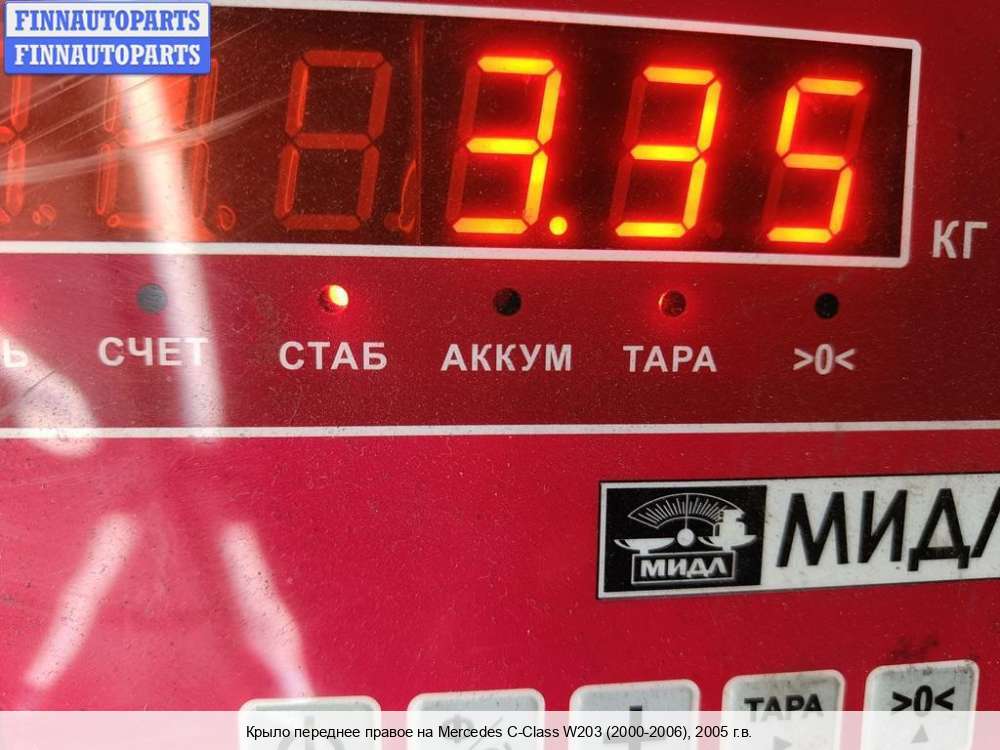 FINNAUTOPARTS
FINNAUTOPARTS
3.35
КГ
СЧЕТ СТАБ АККУМ ТАРА >0<
МИДЛ
МИДЛ
ТАРА >0<
Крыло переднее правое на Mercedes C-Class W203 (2000-2006), 2005 г.в.